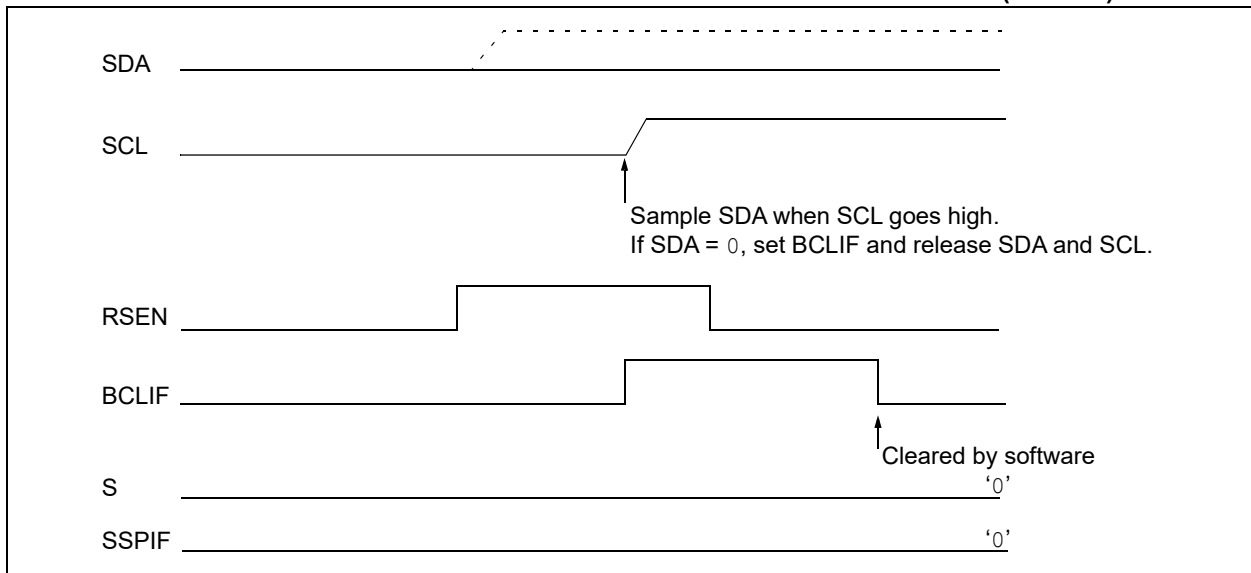 SDA
SCL
Sample SDA when SCL goes high.
If SDA = 0, set BCLIF and release SDA and SCL.
RSEN
BCLIF
Cleared by software
S
‘0’
SSPIF
‘0’